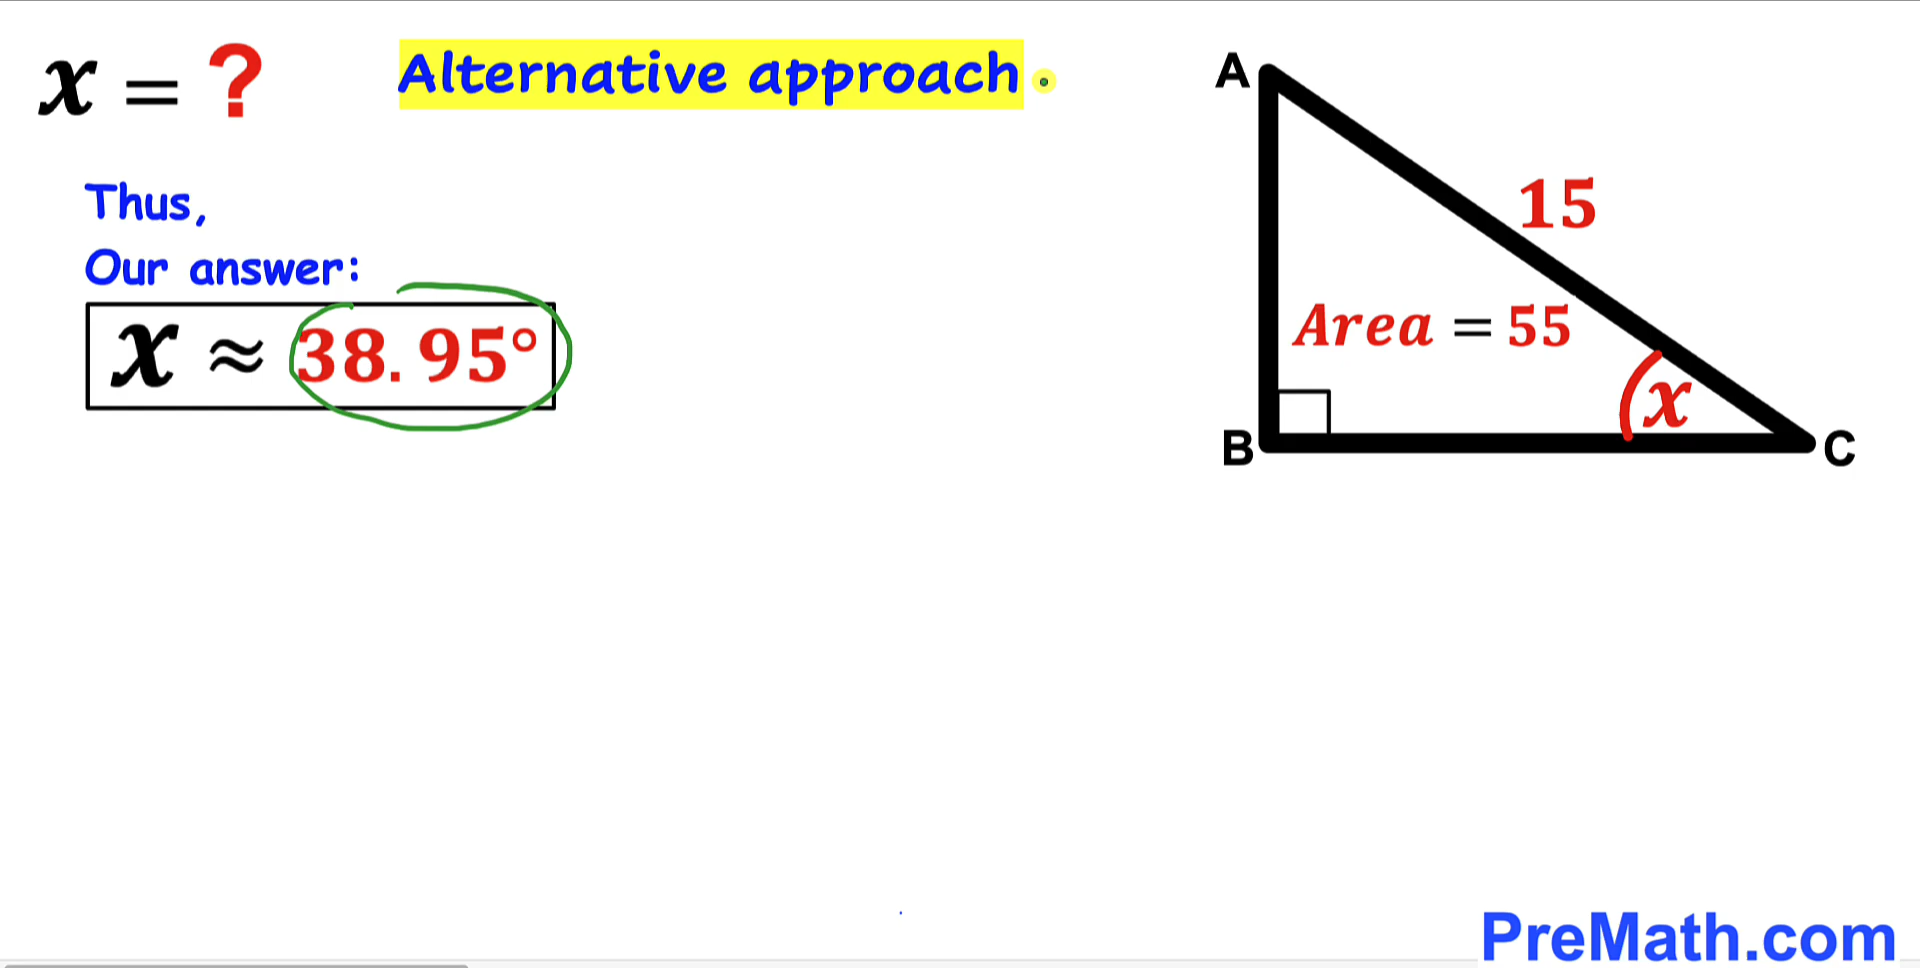 x = ?
Alternative approach
Thus,
Our answer:
x ≈ 38.95°
A
15
Area = 55
x
B
C
PreMath.com